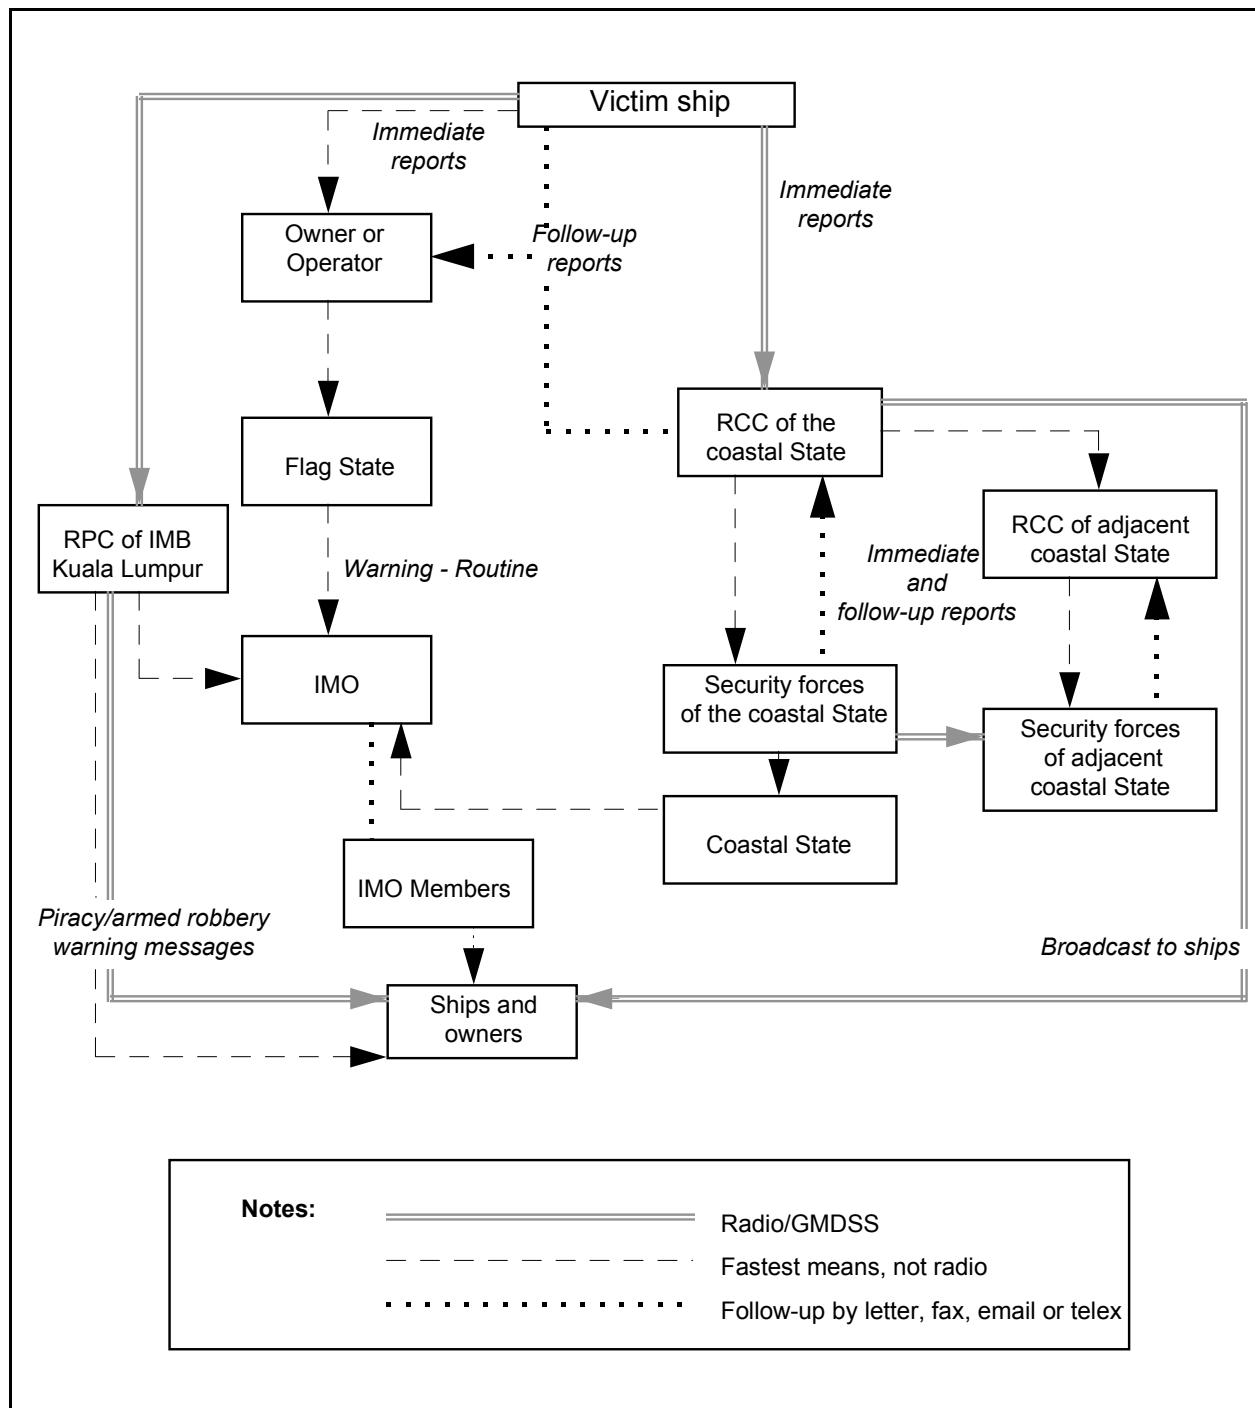 Victim ship
Immediate
reports
Immediate
reports
Owner or
Operator
Follow-up
reports
RCC of the
coastal State
Flag State
RPC of IMB
Kuala Lumpur
RCC of adjacent
coastal State
Warning - Routine
Immediate
and
follow-up reports
IMO
Security forces
of the coastal State
Security forces
of adjacent
coastal State
Coastal State
IMO Members
Piracy/armed robbery
warning messages
Broadcast to ships
Ships and
owners
Notes:
Radio/GMDSS
Fastest means, not radio
Follow-up by letter, fax, email or telex